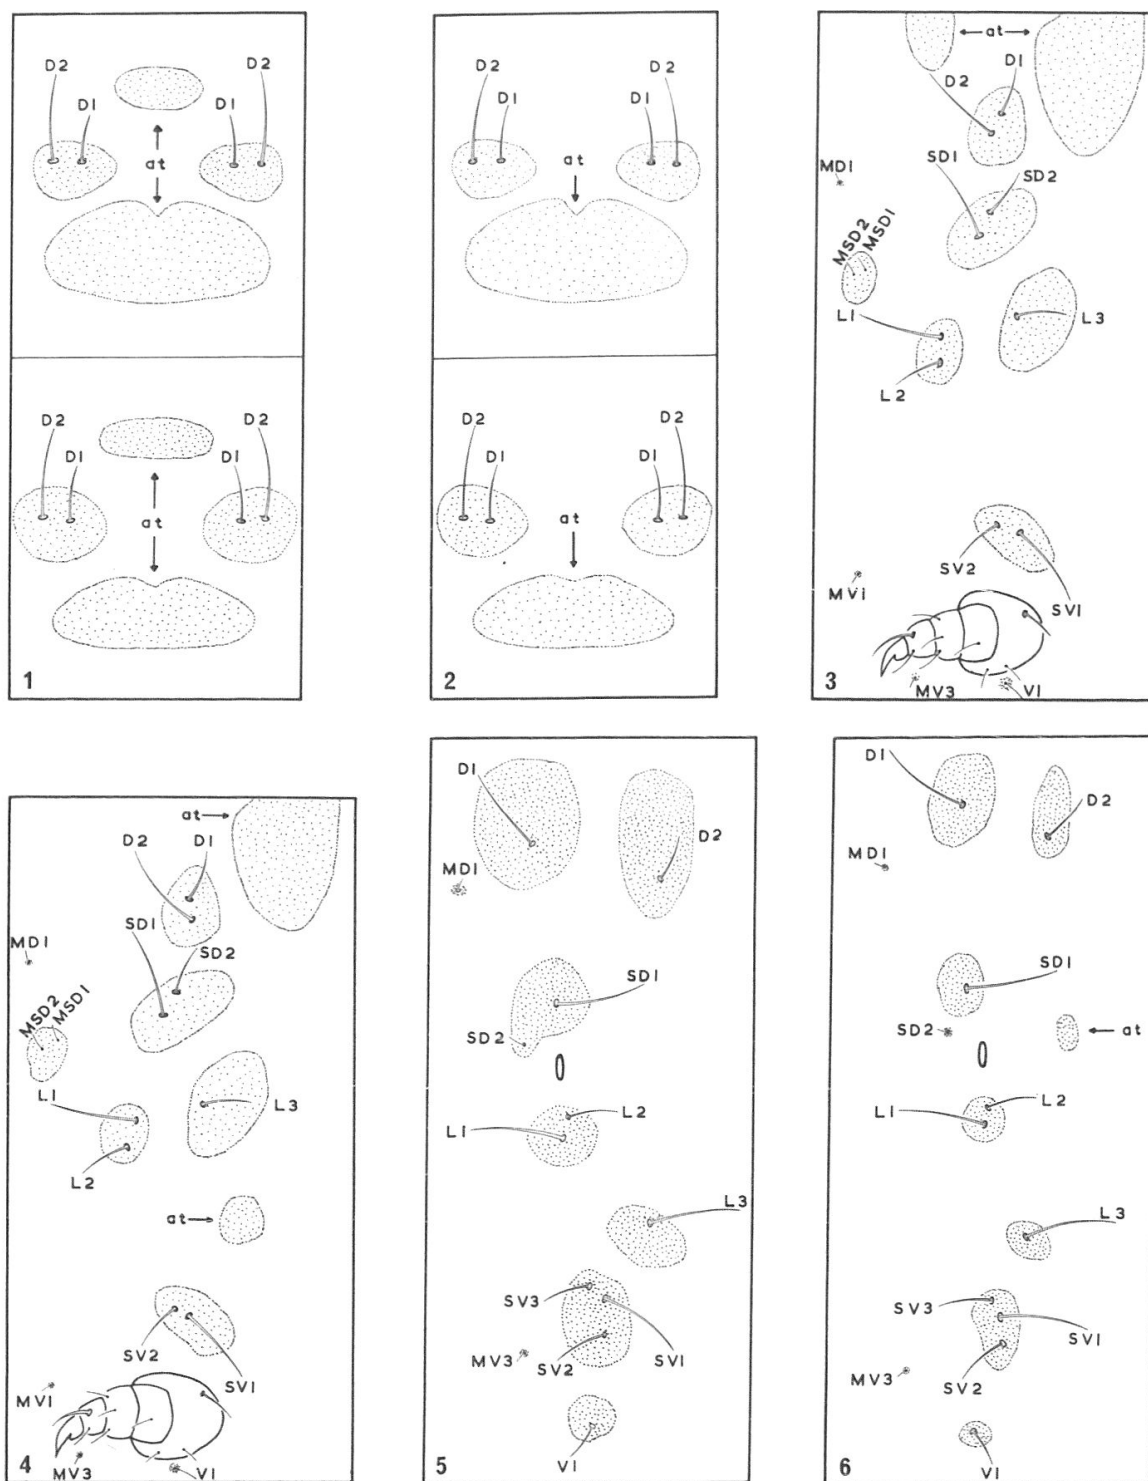 D2 D2
D1 D1
at
D2 D2
D1 D1
at
1
D2 D2
D1 D1
at
D2 D2
D1 D1
at
2
at
D1
D2
SD1
SD2
MD1
MSD2
MSD1
L1
L3
L2
SV2
MV1
SV1
3
MV3
V1
at
D2 D1
SD1
SD2
MD1
MSD2
MSD1
L1
L3
L2
at
SV2
SV1
MV1
4
MV3
V1
D1
D2
MD1
SD1
SD2
L2
L1
L3
SV3
SV1
MV3
SV2
5
V1
D1
D2
MD1
SD1
SD2
at
L2
L1
L3
SV3
SV1
MV3
SV2
6
V1